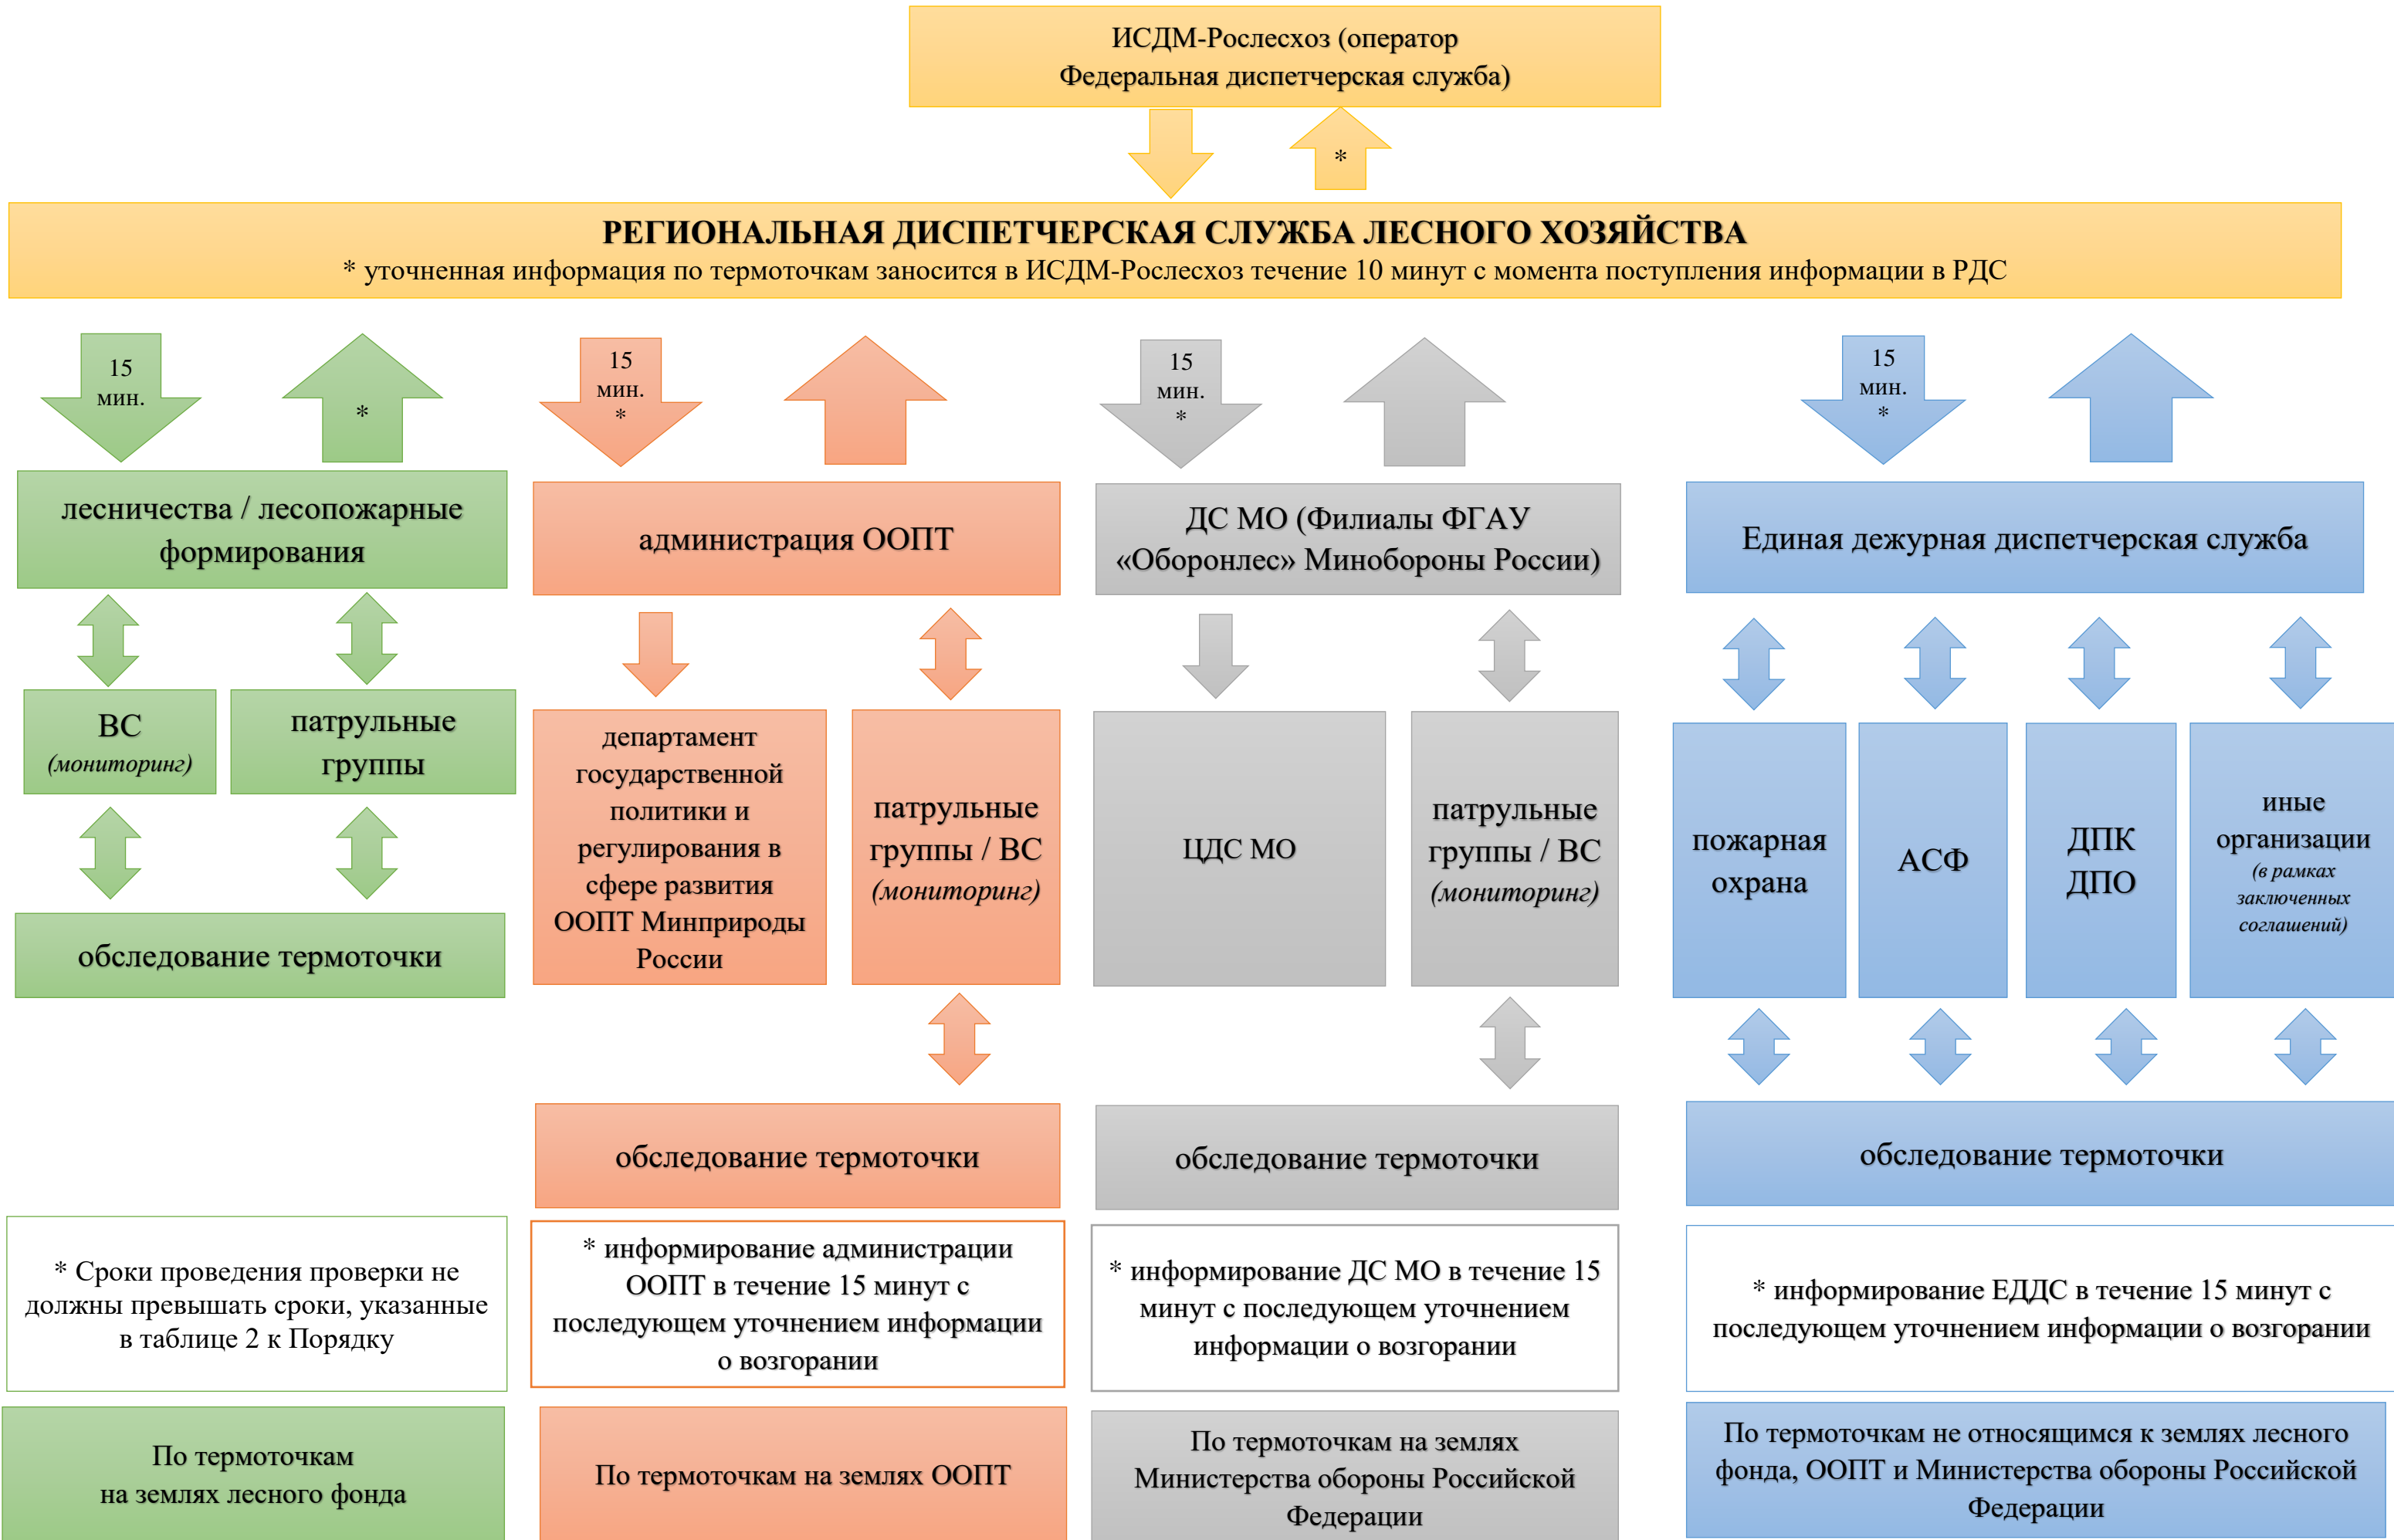 ИСДМ-Рослесхоз (оператор
Федеральная диспетчерская служба)
*
РЕГИОНАЛЬНАЯ ДИСПЕТЧЕРСКАЯ СЛУЖБА ЛЕСНОГО ХОЗЯЙСТВА
* уточненная информация по термоточкам заносится в ИСДМ-Рослесхоз течение 10 минут с момента поступления информации в РДС
15
мин.
*
15
мин.
*
15
мин.
*
15
мин.
*
лесничества / лесопожарные
формирования
администрация ООПТ
ДС МО (Филиалы ФГАУ
«Оборонлес» Минобороны России)
Единая дежурная диспетчерская служба
ВС
(мониторинг)
патрульные
группы
департамент
государственной
политики и
регулирования в
сфере развития
ООПТ Минприроды
России
патрульные
группы / ВС
(мониторинг)
ЦДС МО
патрульные
группы / ВС
(мониторинг)
пожарная
охрана
АСФ
ДПК
ДПО
иные
организации
(в рамках
заключенных
соглашений)
обследование термоточки
обследование термоточки
обследование термоточки
обследование термоточки
* Сроки проведения проверки не
должны превышать сроки, указанные
в таблице 2 к Порядку
* информирование администрации
ООПТ в течение 15 минут с
последующем уточнением информации
о возгорании
* информирование ДС МО в течение 15
минут с последующем уточнением
информации о возгорании
* информирование ЕДДС в течение 15 минут с
последующем уточнением информации о возгорании
По термоточкам
на землях лесного фонда
По термоточкам на землях ООПТ
По термоточкам на землях
Министерства обороны Российской
Федерации
По термоточкам не относящимся к землях лесного
фонда, ООПТ и Министерства обороны Российской
Федерации